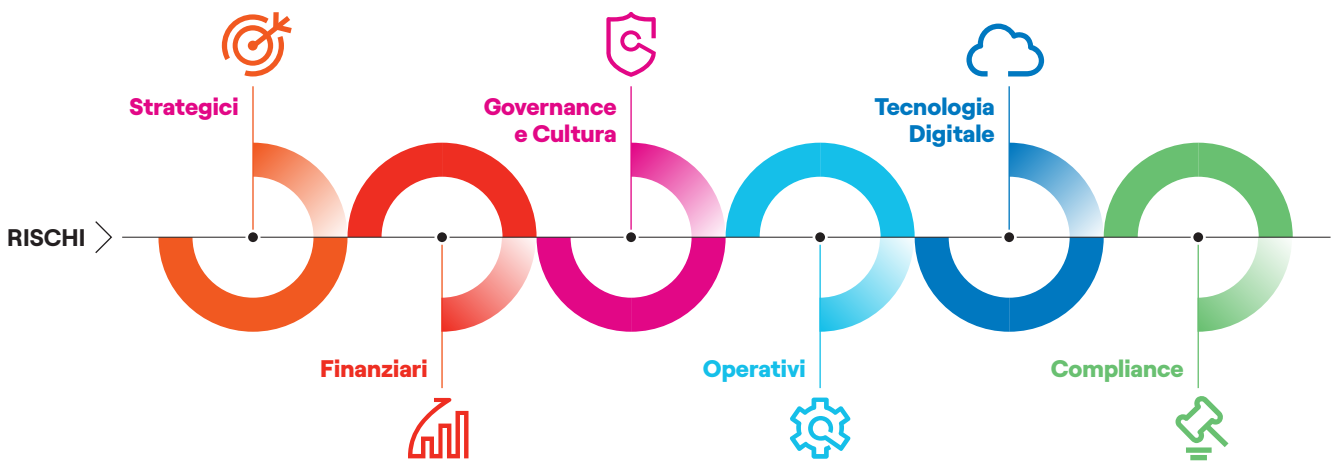 RISCHI
Strategici
Finanziari
Governance
e Cultura
Operativi
Tecnologia
Digitale
Compliance